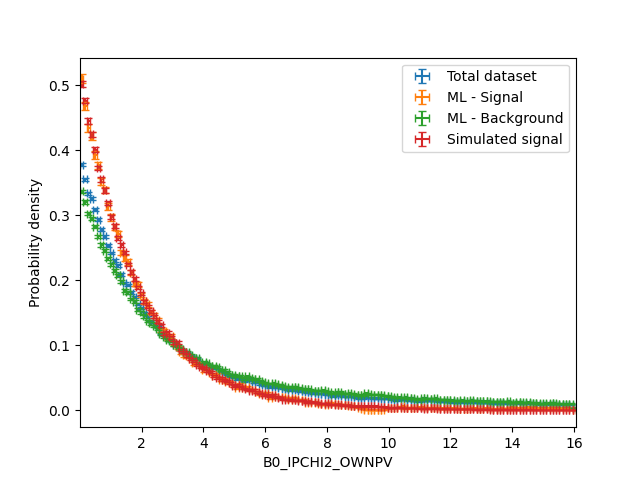 Total dataset
ML - Signal
ML - Background
Simulated signal
Probability density
0.5
0.4
0.3
0.2
0.1
0.0
2 4 6 8 10 12 14 16
B0_IPCHI2_OWNPV